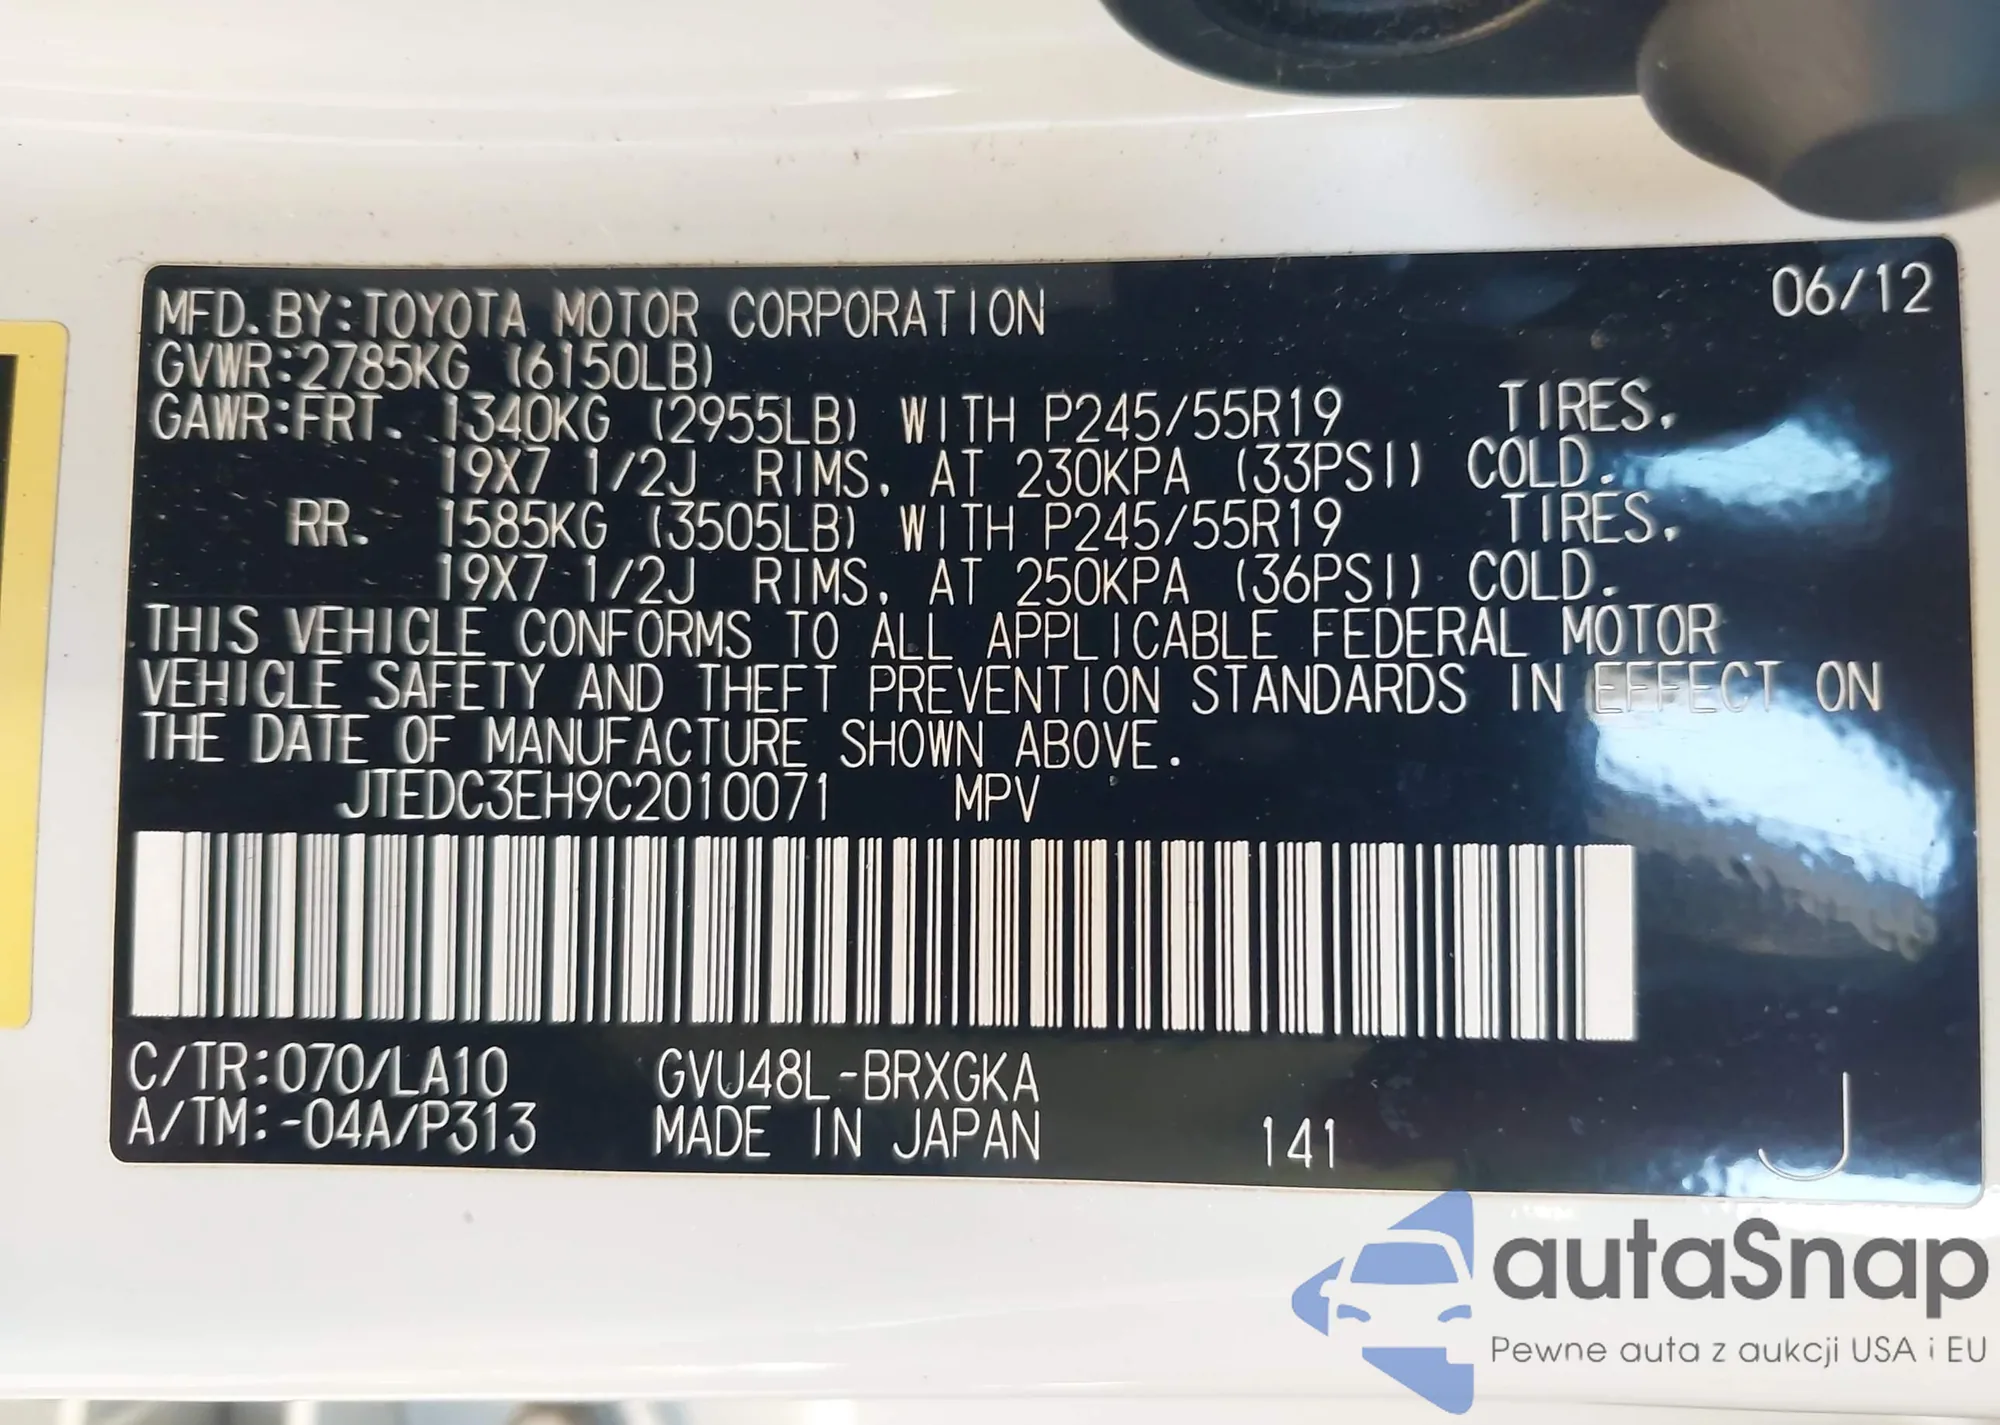 06/12
MFD. BY: TOYOTA MOTOR CORPORATION
GVWR: 2785KG (6150LB)
GAWR: FRT. 1340KG (2955LB) WITH P245/55R19 TIRES,
19X7 1/2J RIMS, AT 230KPA (33PSI) COLD.
RR. 1585KG (3505LB) WITH P245/55R19 TIRES,
19X7 1/2J RIMS, AT 250KPA (36PSI) COLD.
THIS VEHICLE CONFORMS TO ALL APPLICABLE FEDERAL MOTOR
VEHICLE SAFETY AND THEFT PREVENTION STANDARDS IN EFFECT ON
THE DATE OF MANUFACTURE SHOWN ABOVE.
JTEDC3EH9C2010071 MPV
C/TR: 070/LA10 GVU48L-BRXGKA
A/TM: -04A/P313 MADE IN JAPAN 141 J
autaSnap
Pewne auta z aukcji USA i EU